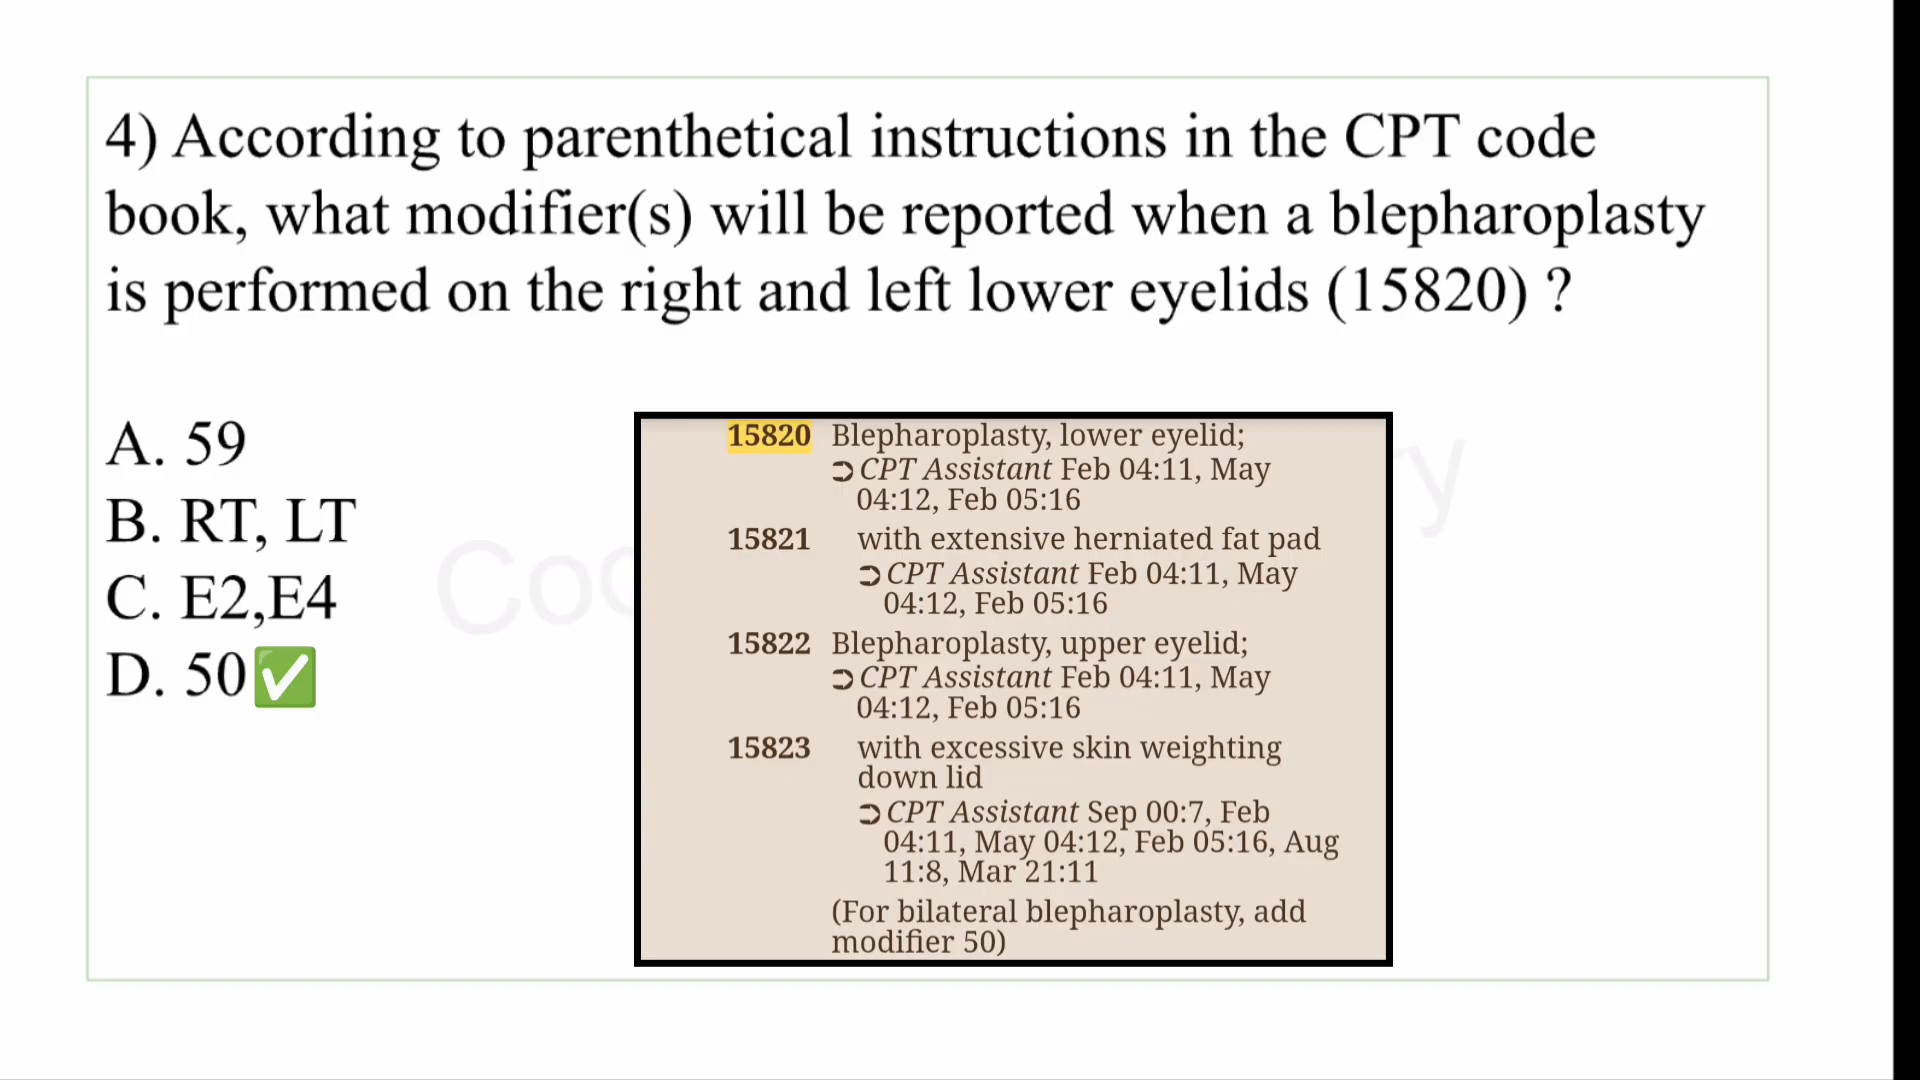 4) According to parenthetical instructions in the CPT code
book, what modifier(s) will be reported when a blepharoplasty
is performed on the right and left lower eyelids (15820) ?
A. 59
B. RT, LT
C. E2,E4
D. 50✅
15820 Blepharoplasty, lower eyelid;
➲ CPT Assistant Feb 04:11, May
04:12, Feb 05:16
15821 with extensive herniated fat pad
➲ CPT Assistant Feb 04:11, May
04:12, Feb 05:16
15822 Blepharoplasty, upper eyelid;
➲ CPT Assistant Feb 04:11, May
04:12, Feb 05:16
15823 with excessive skin weighting
down lid
➲ CPT Assistant Sep 00:7, Feb
04:11, May 04:12, Feb 05:16, Aug
11:8, Mar 21:11
(For bilateral blepharoplasty, add
modifier 50)